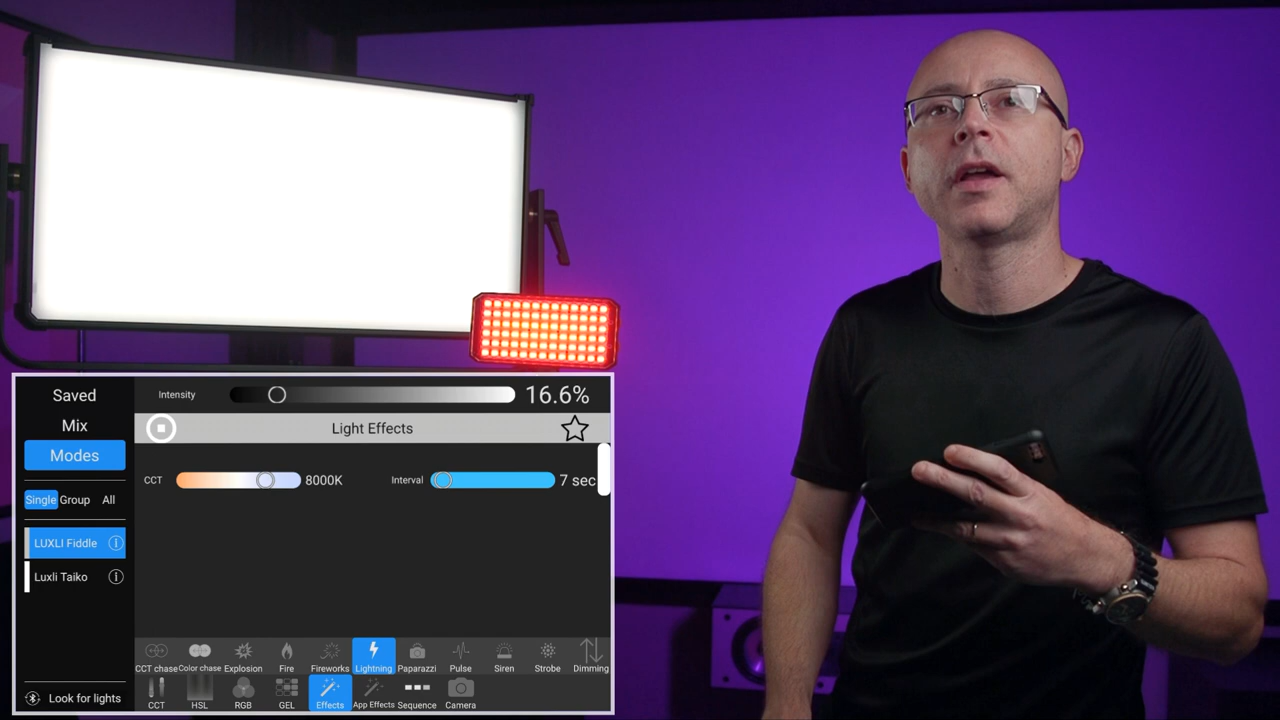 Saved
Mix
Modes
Single Group All
LUXLI Fiddle
Luxli Taiko
Look for lights
Intensity 16.6%
Light Effects
CCT 8000K Interval 7 sec
CCT chase Color chase Explosion Fire Fireworks Lightning Paparazzi Pulse Siren Strobe Dimming
CCT HSL RGB GEL Effects App Effects Sequence Camera